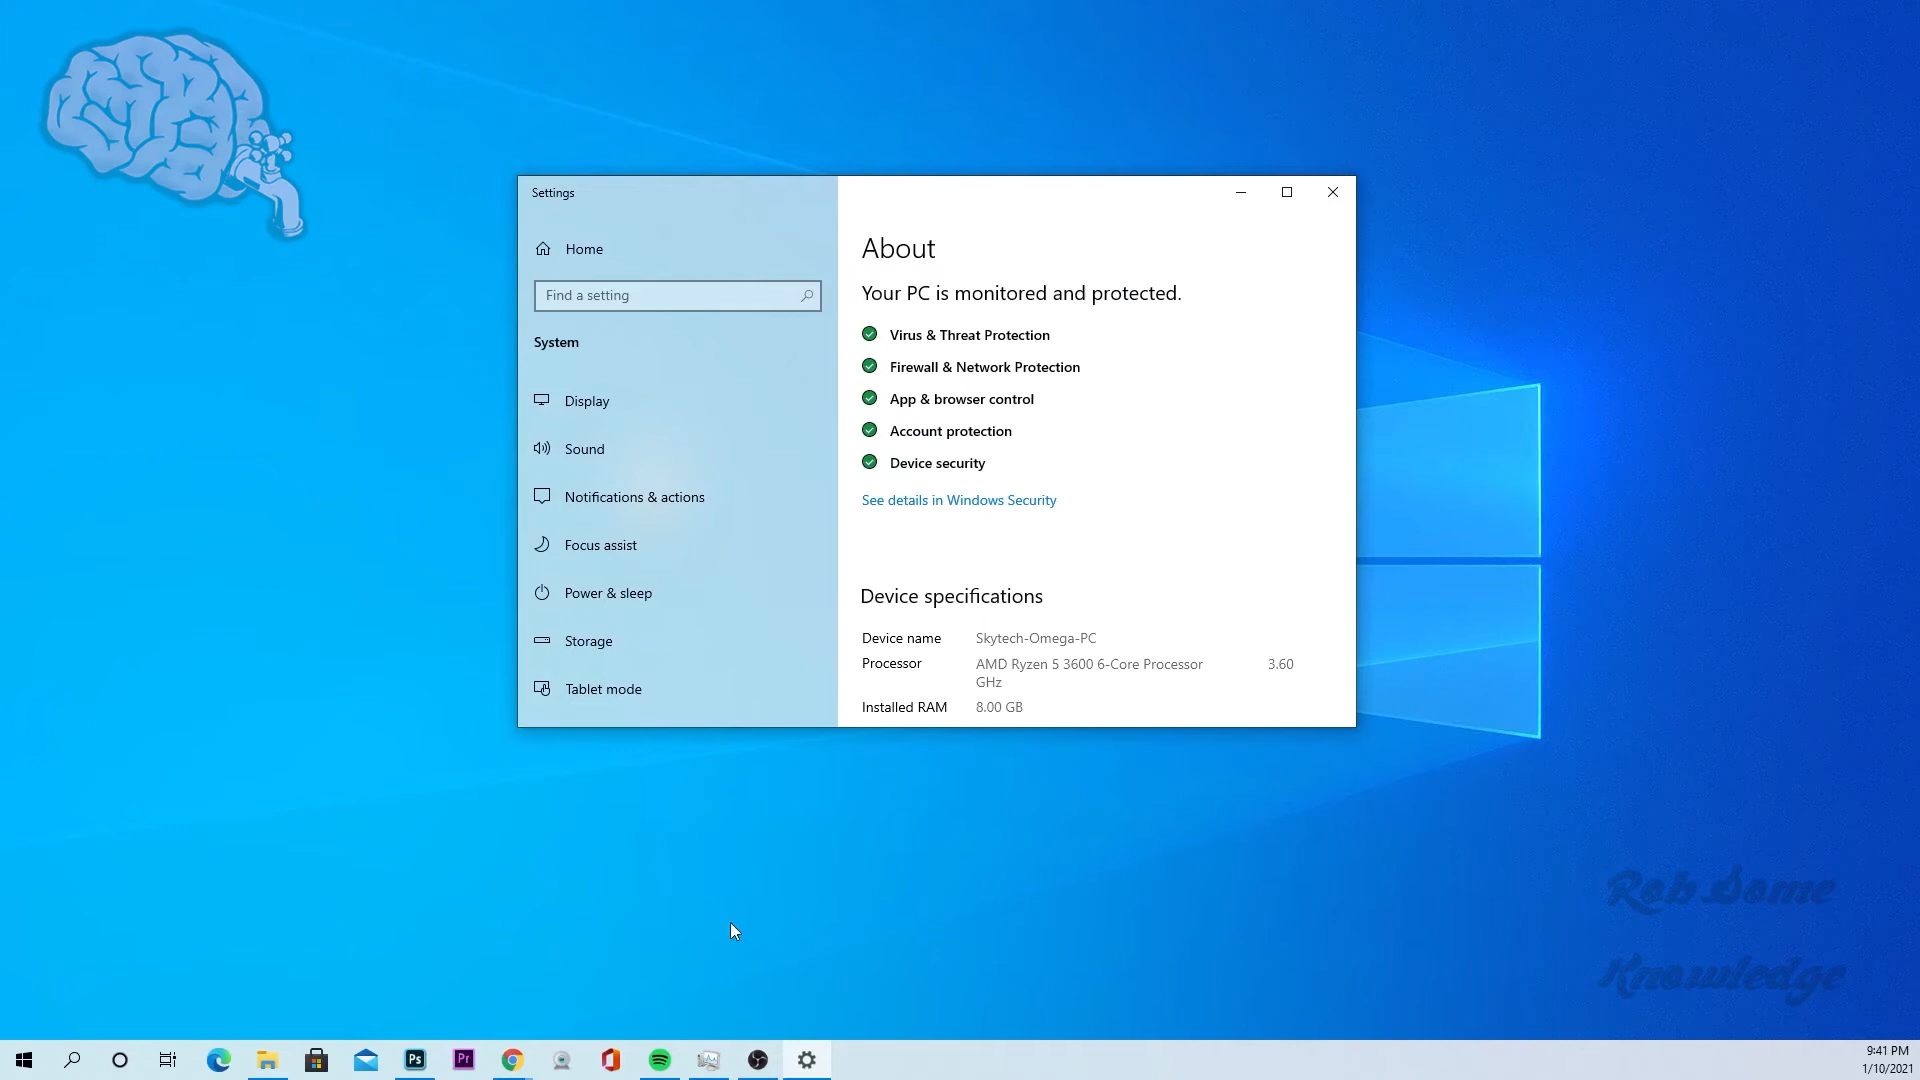 Settings
Home
Find a setting
System
Display
Sound
Notifications & actions
Focus assist
Power & sleep
Storage
Tablet mode
About
Your PC is monitored and protected.
Virus & Threat Protection
Firewall & Network Protection
App & browser control
Account protection
Device security
See details in Windows Security
Device specifications
Device name Skytech-Omega-PC
Processor AMD Ryzen 5 3600 6-Core Processor 3.60
GHz
Installed RAM 8.00 GB
Rob Some
Knowledge
Ps
Pr
9:41 PM
1/10/2021